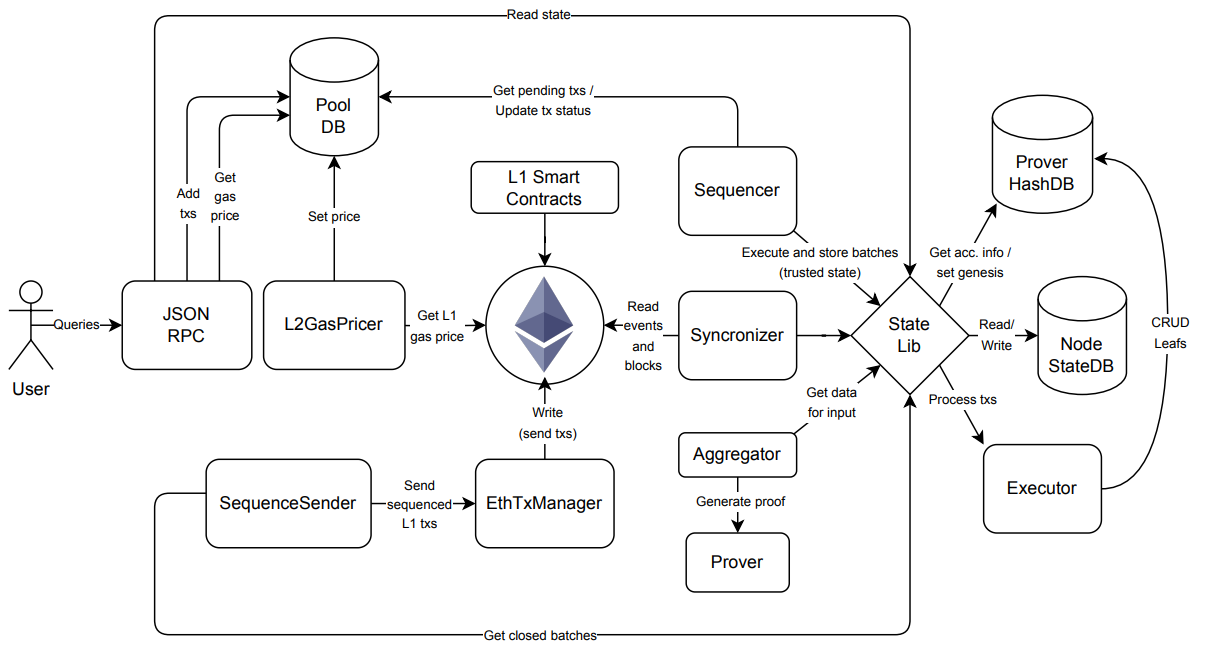 Read state
Pool
DB
Get pending txs /
Update tx status
Add
txs
Get
gas
price
Set price
L1 Smart
Contracts
Sequencer
Prover
HashDB
Execute and store batches
(trusted state)
Get acc. info /
set genesis
User
Queries
JSON
RPC
L2GasPricer
Get L1
gas price
Read
events
and
blocks
Syncronizer
State
Lib
Read/
Write
Node
StateDB
CRUD
Leafs
Write
(send txs)
Get data
for input
Process txs
SequenceSender
Send
sequenced
L1 txs
EthTxManager
Aggregator
Generate proof
Prover
Executor
Get closed batches